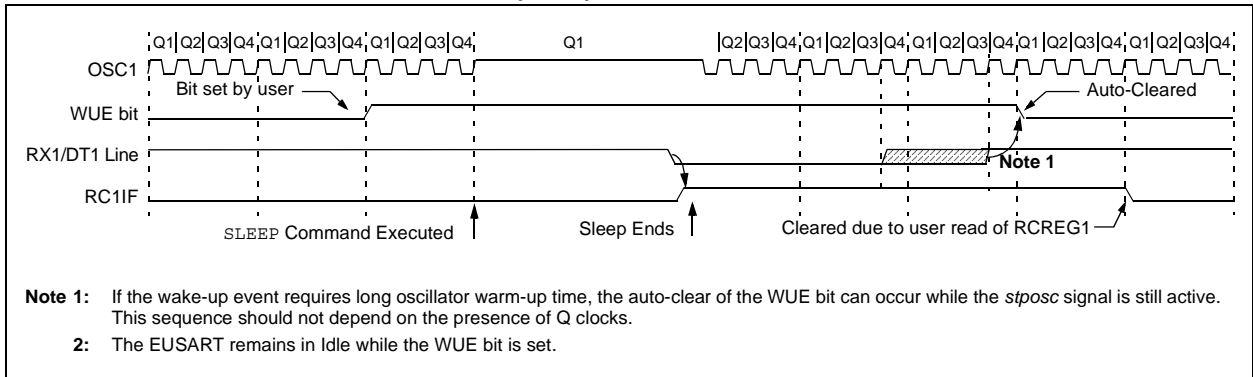 Q1 Q2 Q3 Q4 Q1 Q2 Q3 Q4 Q1 Q2 Q3 Q4 Q1 Q2 Q3 Q4 Q1 Q2 Q3 Q4 Q1 Q2 Q3 Q4 Q1 Q2 Q3 Q4 Q1 Q2 Q3 Q4
OSC1
Bit set by user
Auto-Cleared
WUE bit
RX1/DT1 Line
Note 1
RC1IF
SLEEP Command Executed
Sleep Ends
Cleared due to user read of RCREG1
Note 1: If the wake-up event requires long oscillator warm-up time, the auto-clear of the WUE bit can occur while the stposc signal is still active.
This sequence should not depend on the presence of Q clocks.
2: The EUSART remains in Idle while the WUE bit is set.